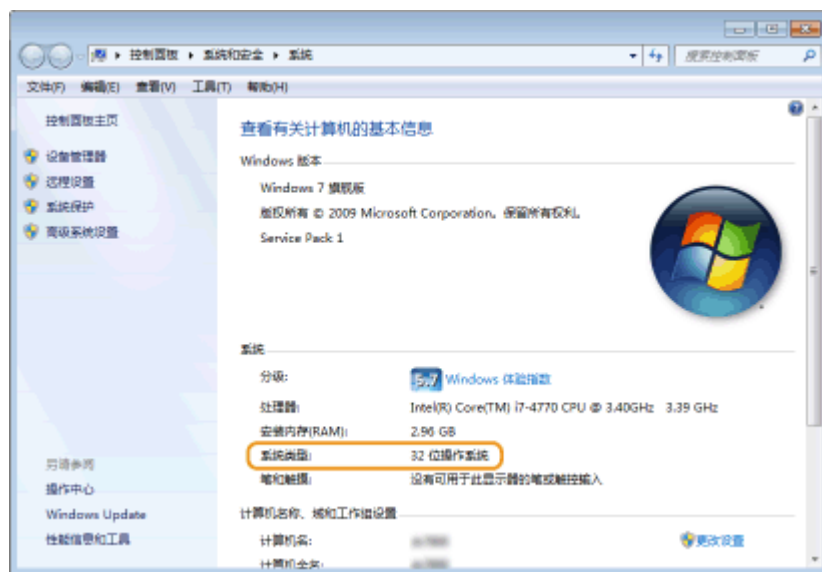 控制面板 ▸ 系统和安全 ▸ 系统
搜索控制面板
文件(F) 编辑(E) 查看(V) 工具(T) 帮助(H)
控制面板主页
设备管理器
远程设置
系统保护
高级系统设置
另请参阅
操作中心
Windows Update
性能信息和工具
查看有关计算机的基本信息
Windows 版本
Windows 7 旗舰版
版权所有 © 2009 Microsoft Corporation。保留所有权利。
Service Pack 1
系统
分级: 5.7 Windows 体验指数
处理器: Intel(R) Core(TM) i7-4770 CPU @ 3.40GHz 3.39 GHz
安装内存(RAM): 2.96 GB
系统类型: 32 位操作系统
笔和触摸: 没有可用于此显示器的笔或触控输入
计算机名称、域和工作组设置
计算机名: 更改设置
计算机全名: